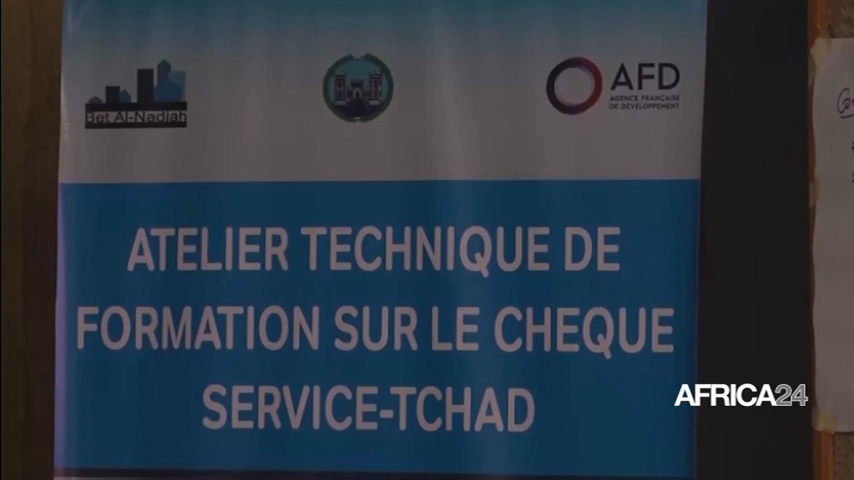 Bet Al-Nadjah
AFD
AGENCE FRANÇAISE
DE DÉVELOPPEMENT
ATELIER TECHNIQUE DE
FORMATION SUR LE CHEQUE
SERVICE-TCHAD
AFRICA24